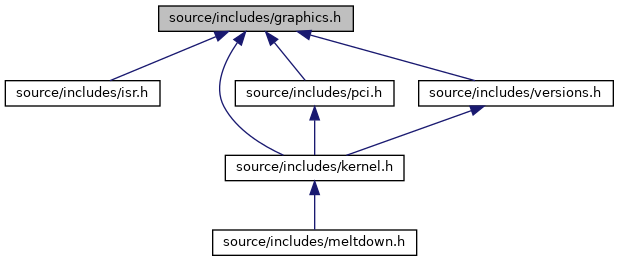 source/includes/graphics.h
source/includes/isr.h
source/includes/pci.h
source/includes/versions.h
source/includes/kernel.h
source/includes/meltdown.h